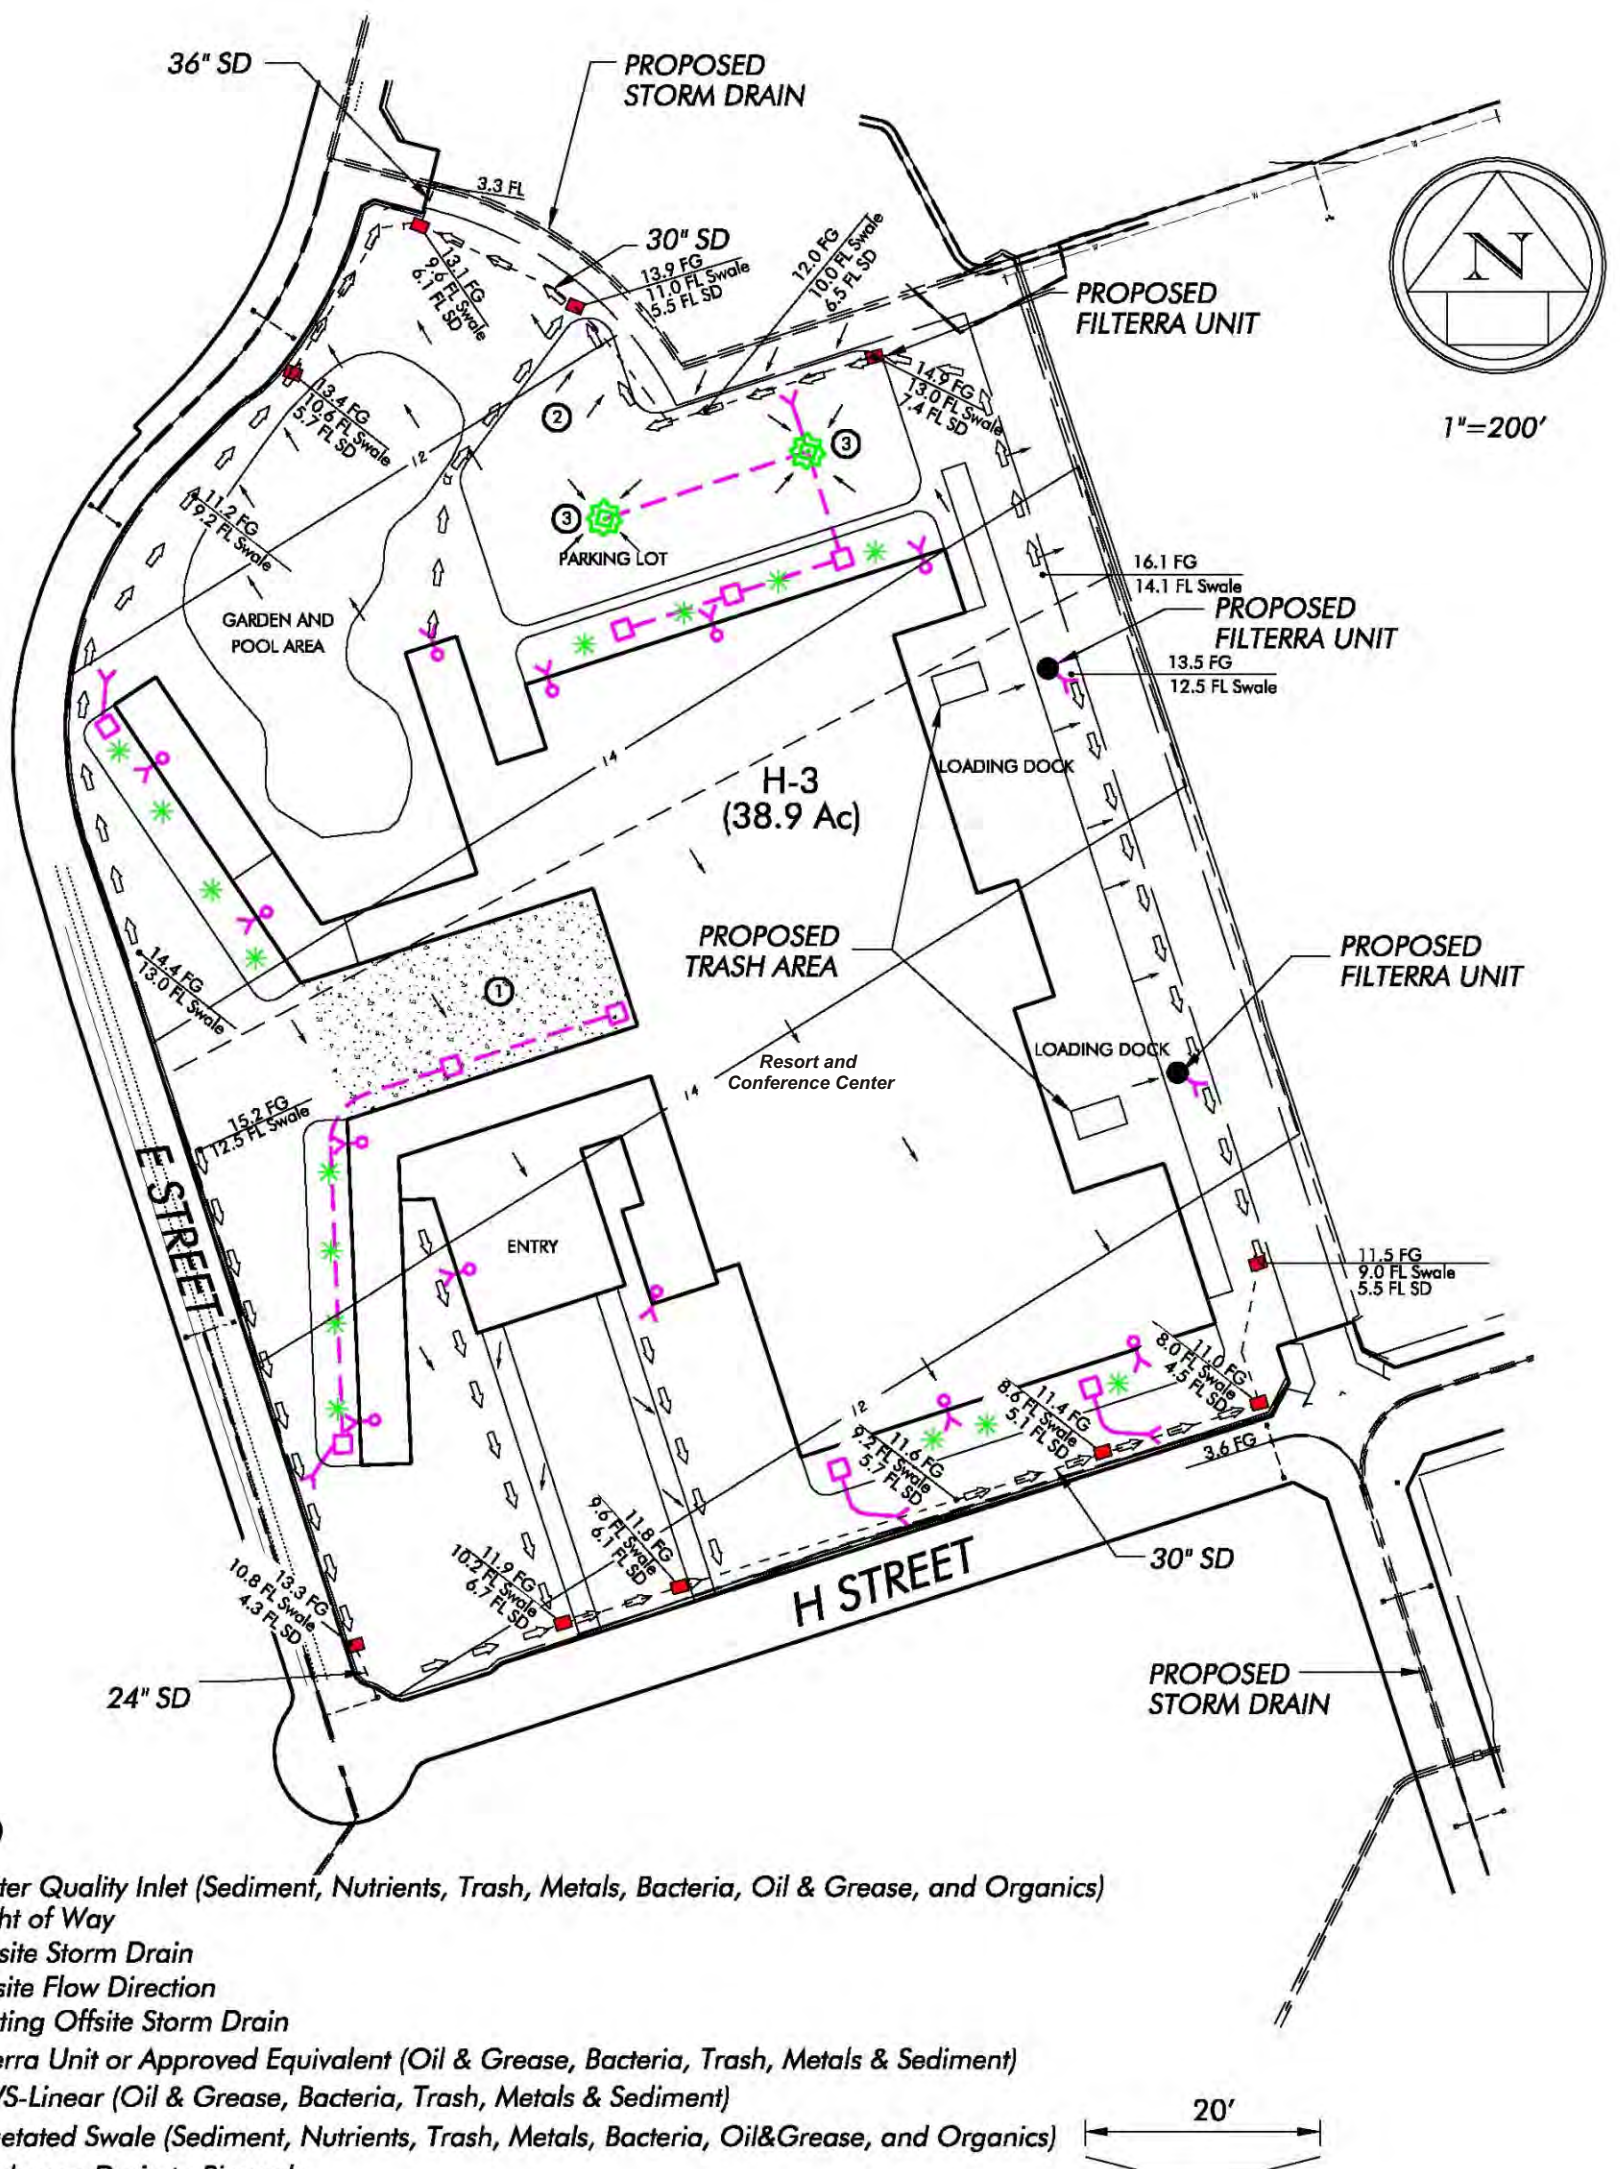 36" SD
PROPOSED
STORM DRAIN
3.3 FL
30" SD
13.9 FG
11.0 FL Swale
5.5 FL SD
12.0 FG
10.0 FL Swale
6.5 FL SD
13.1 FG
9.6 FL Swale
6.1 FL SD
PROPOSED
FILTERRA UNIT
N
1"=200'
13.4 FG
10.6 FL Swale
5.7 FL SD
14.9 FG
13.0 FL Swale
7.4 FL SD
2
3
12
11.2 FG
9.2 FL Swale
3
PARKING LOT
16.1 FG
14.1 FL Swale
PROPOSED
FILTERRA UNIT
GARDEN AND
POOL AREA
13.5 FG
12.5 FL Swale
14
LOADING DOCK
H-3
(38.9 Ac)
PROPOSED
TRASH AREA
PROPOSED
FILTERRA UNIT
14.4 FG
13.0 FL Swale
1
LOADING DOCK
Resort and
Conference Center
14
15.2 FG
12.5 FL Swale
E STREET
ENTRY
11.5 FG
9.0 FL Swale
5.5 FL SD
11.0 FG
8.0 FL Swale
4.5 FL SD
11.4 FG
8.6 FL Swale
5.1 FL SD
12
11.6 FG
9.2 FL Swale
5.7 FL SD
3.6 FG
11.8 FG
9.6 FL Swale
6.1 FL SD
11.9 FG
10.2 FL Swale
6.7 FL SD
30" SD
H STREET
13.3 FG
10.8 FL Swale
4.3 FL SD
24" SD
PROPOSED
STORM DRAIN
)
ter Quality Inlet (Sediment, Nutrients, Trash, Metals, Bacteria, Oil & Grease, and Organics)
ht of Way
site Storm Drain
site Flow Direction
ting Offsite Storm Drain
erra Unit or Approved Equivalent (Oil & Grease, Bacteria, Trash, Metals & Sediment)
/S-Linear (Oil & Grease, Bacteria, Trash, Metals & Sediment)
etated Swale (Sediment, Nutrients, Trash, Metals, Bacteria, Oil&Grease, and Organics)
20'